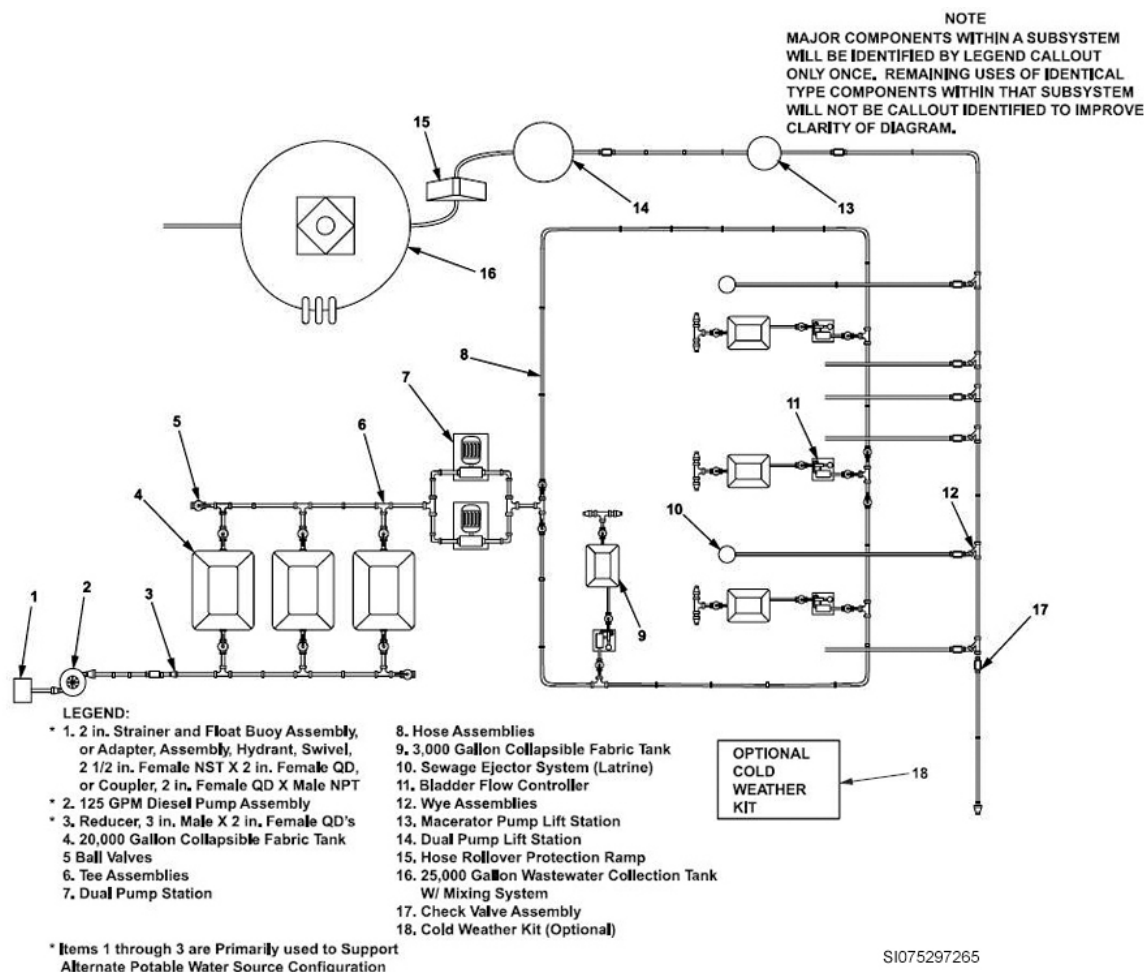 NOTE
MAJOR COMPONENTS WITHIN A SUBSYSTEM
WILL BE IDENTIFIED BY LEGEND CALLOUT
ONLY ONCE. REMAINING USES OF IDENTICAL
TYPE COMPONENTS WITHIN THAT SUBSYSTEM
WILL NOT BE CALLOUT IDENTIFIED TO IMPROVE
CLARITY OF DIAGRAM.
15
14
13
16
8
7
11
6
5
4
10
12
3
2
1
9
17
LEGEND:
* 1. 2 in. Strainer and Float Buoy Assembly,
or Adapter, Assembly, Hydrant, Swivel,
2 1/2 in. Female NST X 2 in. Female QD,
or Coupler, 2 in. Female QD X Male NPT
* 2. 125 GPM Diesel Pump Assembly
* 3. Reducer, 3 in. Male X 2 in. Female QD's
4. 20,000 Gallon Collapsible Fabric Tank
5 Ball Valves
6. Tee Assemblies
7. Dual Pump Station
8. Hose Assemblies
9. 3,000 Gallon Collapsible Fabric Tank
10. Sewage Ejector System (Latrine)
11. Bladder Flow Controller
12. Wye Assemblies
13. Macerator Pump Lift Station
14. Dual Pump Lift Station
15. Hose Rollover Protection Ramp
16. 25,000 Gallon Wastewater Collection Tank
W/ Mixing System
17. Check Valve Assembly
18. Cold Weather Kit (Optional)
OPTIONAL
COLD
WEATHER
KIT
18
* Items 1 through 3 are Primarily used to Support
Alternate Potable Water Source Configuration
SI075297265